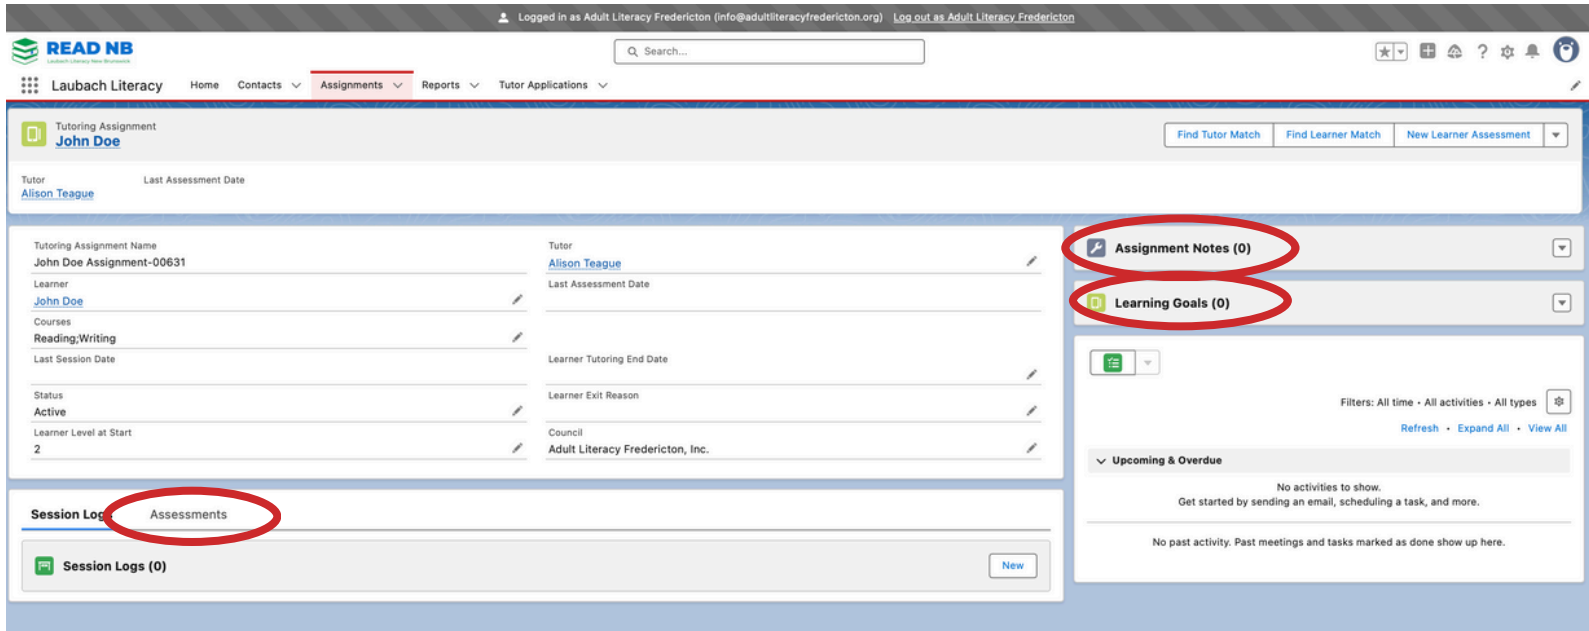 Logged in as Adult Literacy Fredericton (info@adultliteracyfredericton.org) Log out as Adult Literacy Fredericton
READ NB
Laubach Literacy New Brunswick
Search...
Laubach Literacy Home Contacts Assignments Reports Tutor Applications
Tutoring Assignment
John Doe
Find Tutor Match Find Learner Match New Learner Assessment
Tutor Last Assessment Date
Alison Teague
Tutoring Assignment Name Tutor
John Doe Assignment-00631 Alison Teague
Learner Last Assessment Date
John Doe
Courses
Reading;Writing
Last Session Date Learner Tutoring End Date
Status Learner Exit Reason
Active
Learner Level at Start Council
2 Adult Literacy Fredericton, Inc.
Session Logs Assessments
Session Logs (0) New
Assignment Notes (0)
Learning Goals (0)
Filters: All time • All activities • All types
Refresh • Expand All • View All
Upcoming & Overdue
No activities to show.
Get started by sending an email, scheduling a task, and more.
No past activity. Past meetings and tasks marked as done show up here.